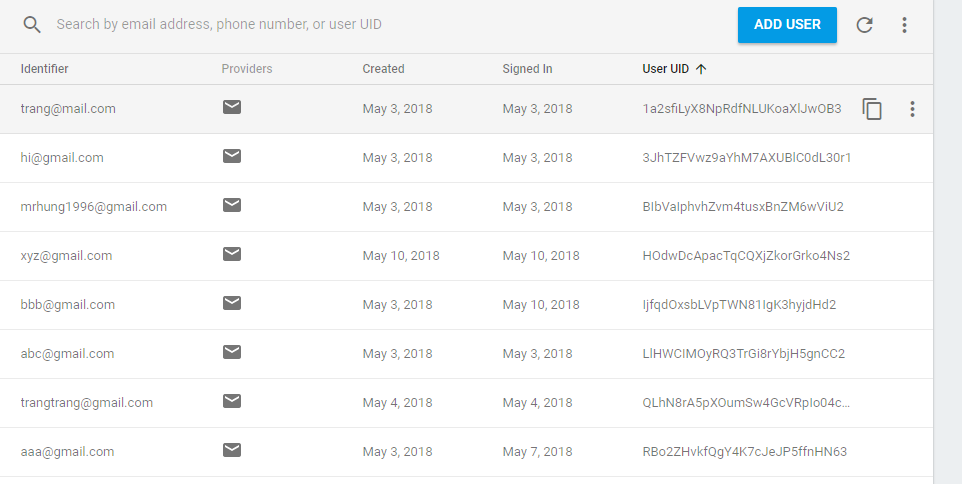 Search by email address, phone number, or user UID ADD USER
Identifier Providers Created Signed In User UID
trang@mail.com May 3, 2018 May 3, 2018 1a2sfiLyX8NpRdfNLUKoaXlJwOB3
hi@gmail.com May 3, 2018 May 3, 2018 3JhTZFVwz9aYhM7AXUBlC0dL30r1
mrhung1996@gmail.com May 3, 2018 May 3, 2018 BIbVaIphvhZvm4tusxBnZM6wViU2
xyz@gmail.com May 10, 2018 May 10, 2018 HOdwDcApacTqCQXjZkorGrko4Ns2
bbb@gmail.com May 3, 2018 May 10, 2018 IjfqdOxsbLVpTWN81IgK3hyjdHd2
abc@gmail.com May 3, 2018 May 3, 2018 LlHWCIMOyRQ3TrGi8rYbjH5gnCC2
trangtrang@gmail.com May 4, 2018 May 4, 2018 QLhN8rA5pXOumSw4GcVRpIo04c...
aaa@gmail.com May 3, 2018 May 7, 2018 RBo2ZHvkfQgY4K7cJeJP5ffnHN63